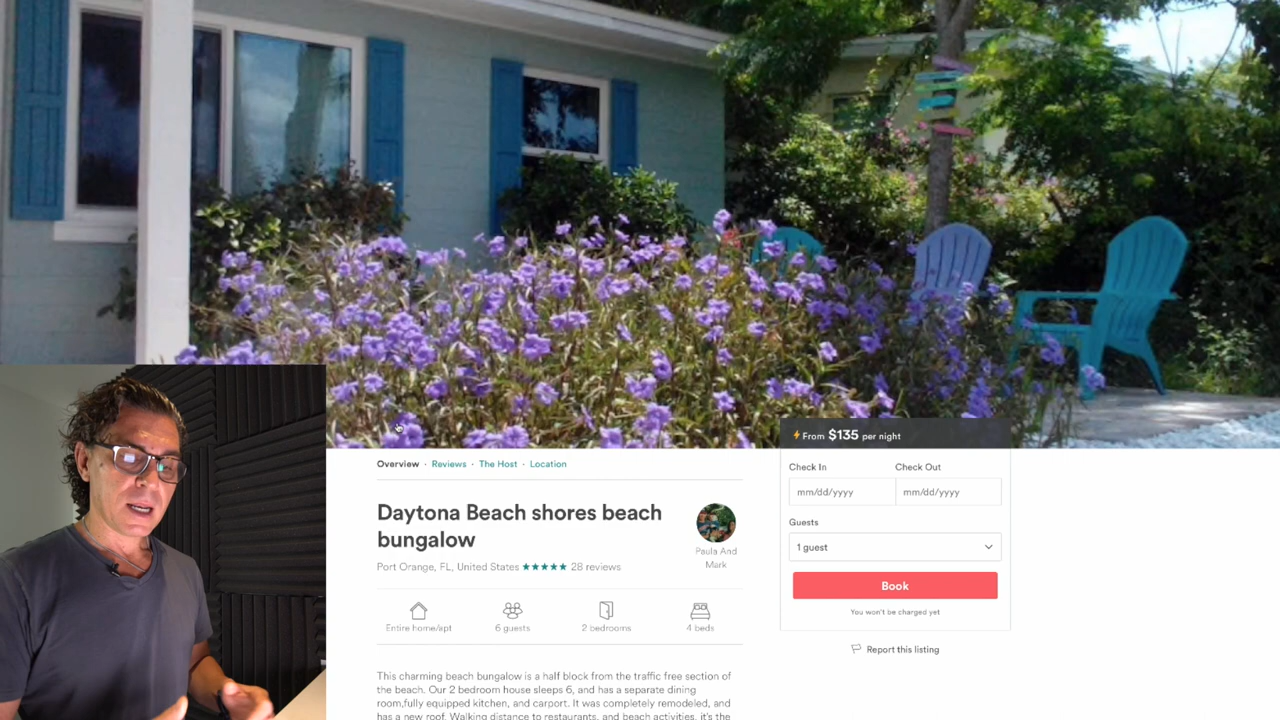 From $135 per night
Overview · Reviews · The Host · Location
Check In Check Out
mm/dd/yyyy mm/dd/yyyy
Daytona Beach shores beach
bungalow
Paula And
Mark
Guests
1 guest
Port Orange, FL, United States ★★★★★ 28 reviews
Book
You won't be charged yet
Entire home/apt 6 guests 2 bedrooms 4 beds
Report this listing
This charming beach bungalow is a half block from the traffic free section of
the beach. Our 2 bedroom house sleeps 6, and has a separate dining
room,fully equipped kitchen, and carport. It was completely remodeled, and
has a new roof. Walking distance to restaurants, and beach activities, it's the